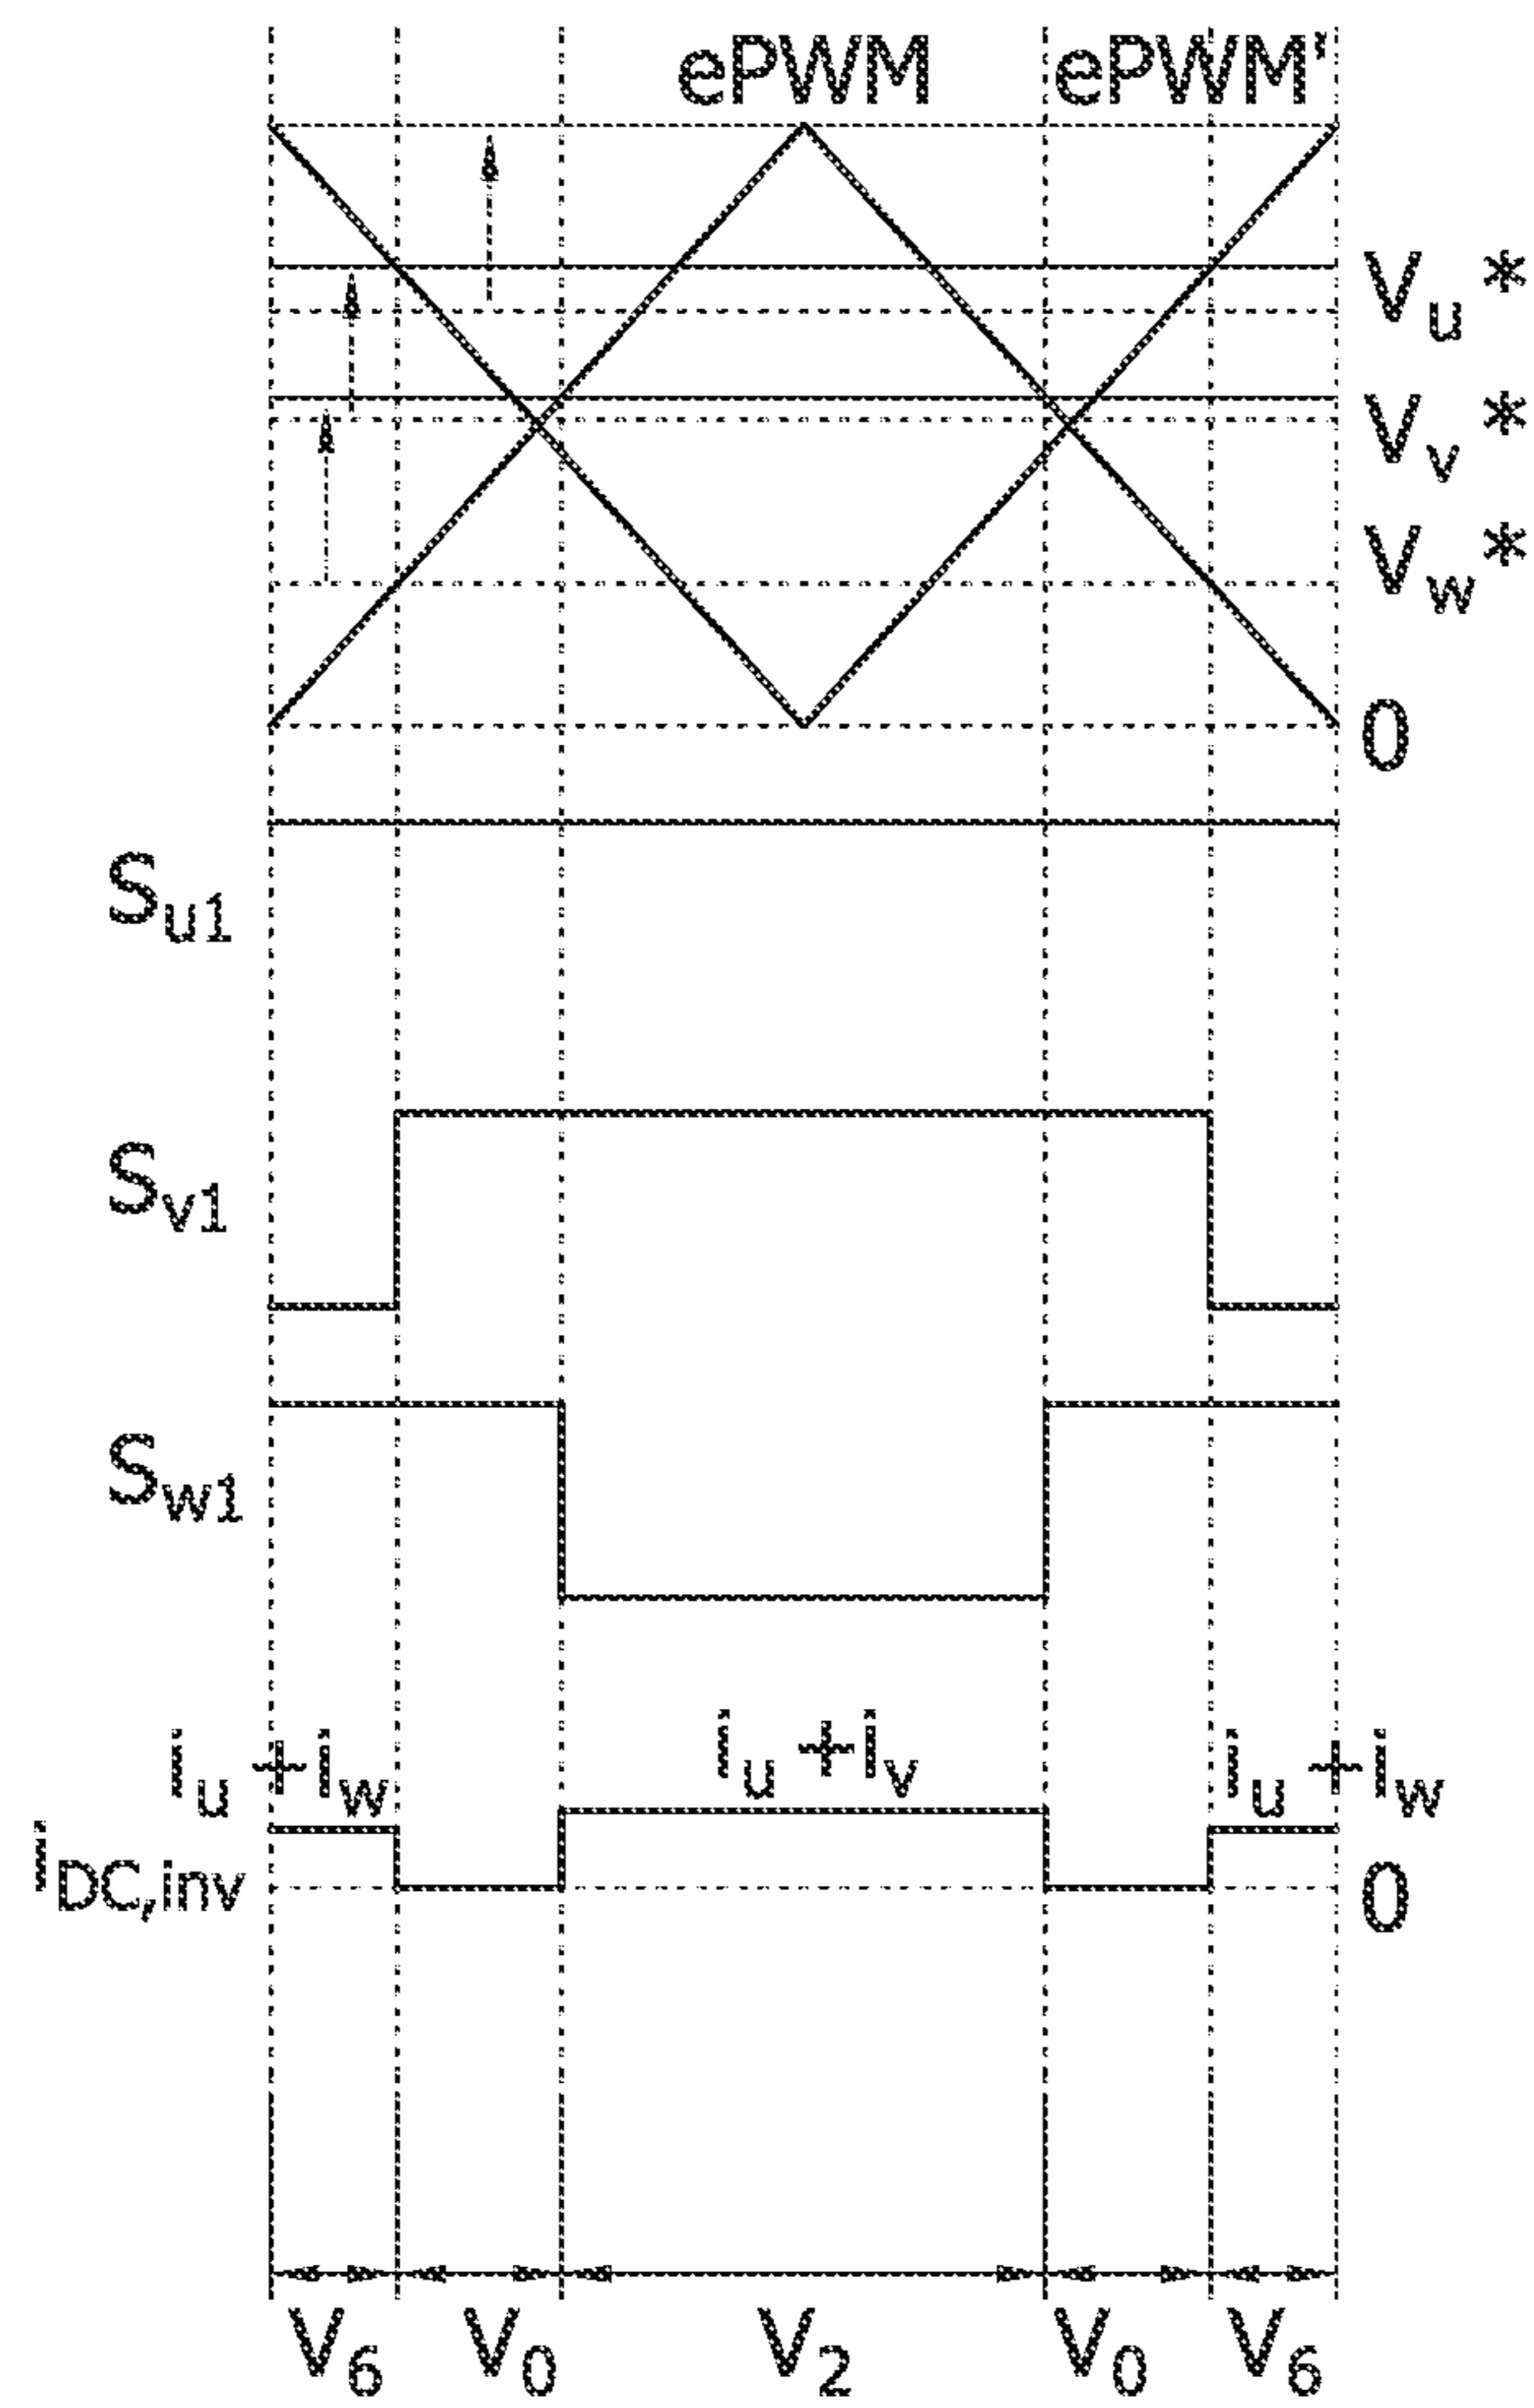 ePWM ePWM'
Vu*
Vv*
Vw*
0
Su1
Sv1
Sw1
iu+iw iu+iv iu+iw
iDC,inv 0
V6 V0 V2 V0 V6